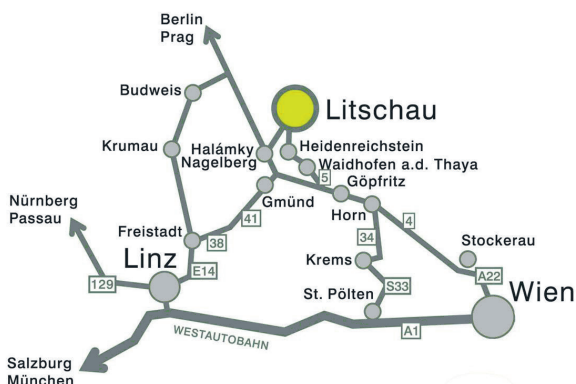 Berlin
Prag
Budweis
Litschau
Krumau
Halámky
Nagelberg
Heidenreichstein
Waidhofen a.d. Thaya
5
Göpfritz
Gmünd
Horn
Nürnberg
Passau
41
4
Freistadt
38
34
Stockerau
Linz
E14
Krems
A22
129
S33
St. Pölten
Wien
WESTAUTOBAHN
A1
Salzburg
München